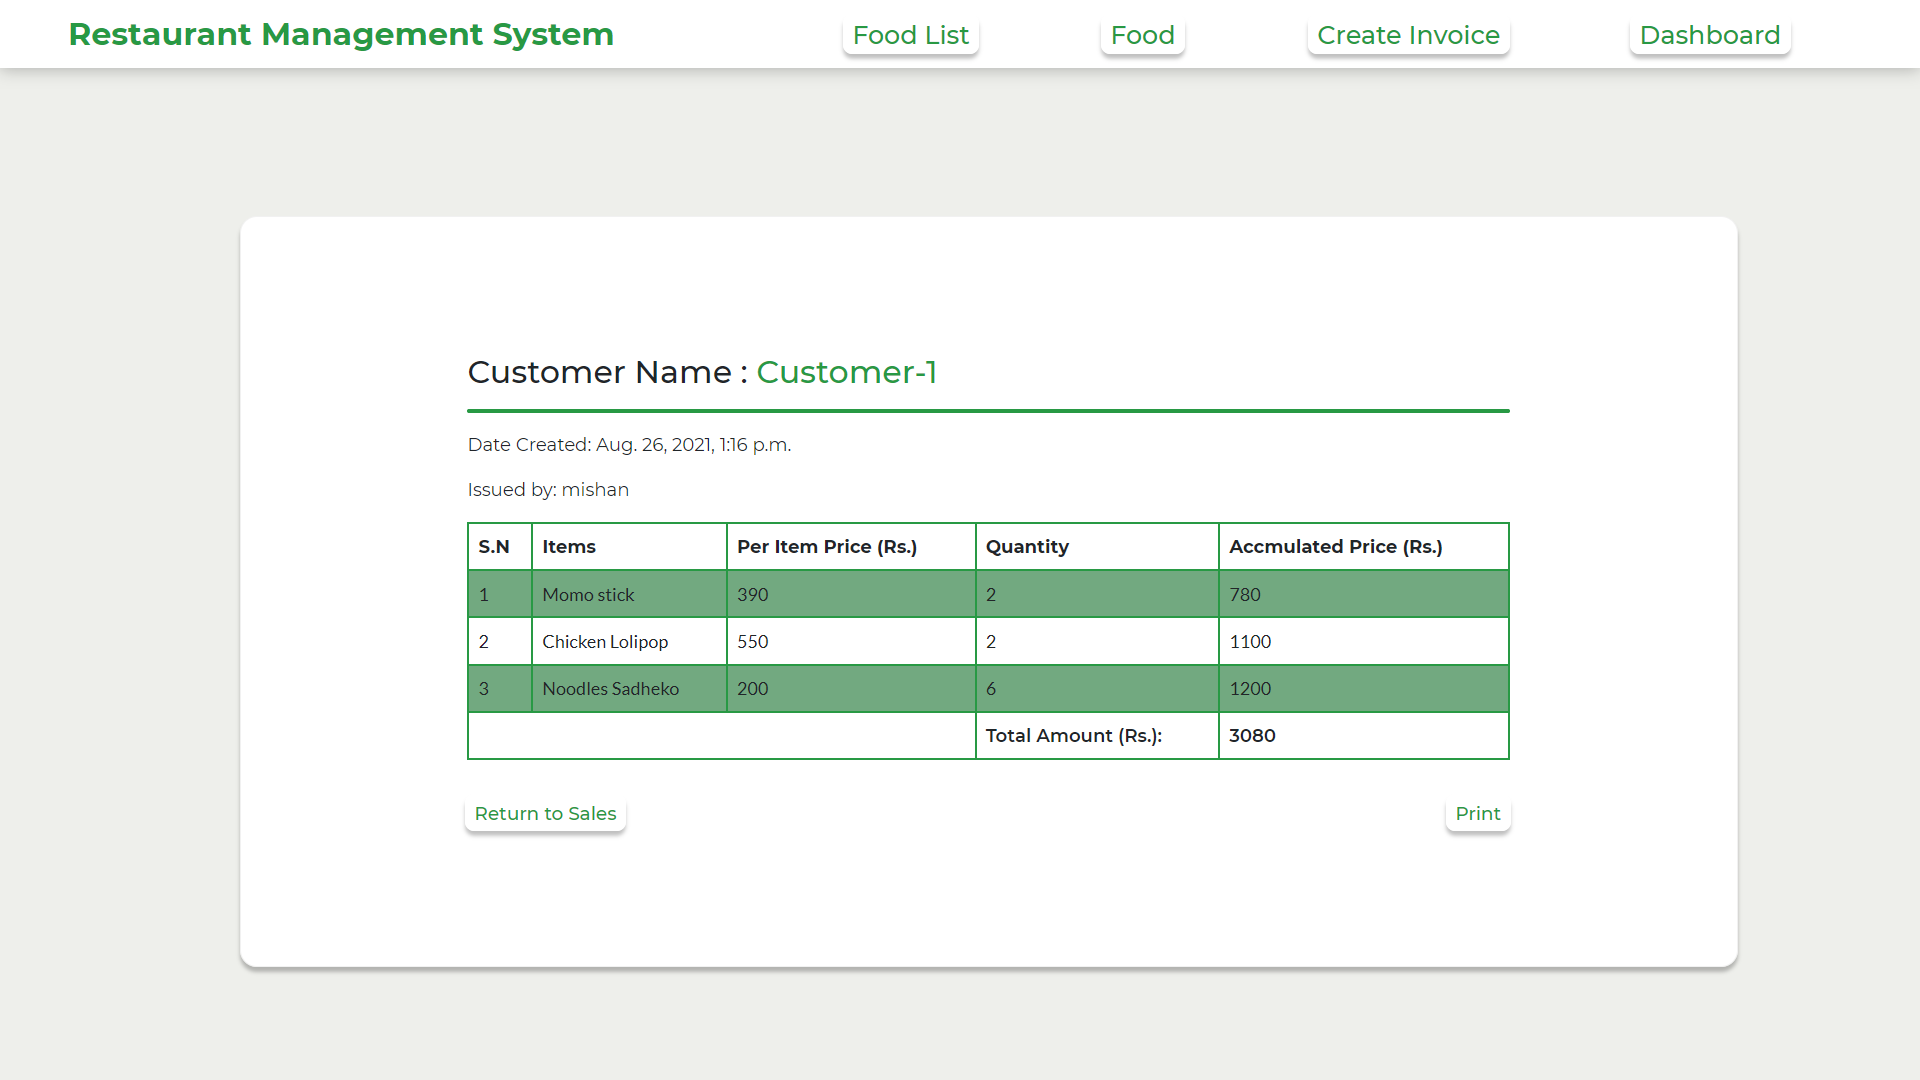 Restaurant Management System Food List Food Create Invoice Dashboard
Customer Name : Customer-1
Date Created: Aug. 26, 2021, 1:16 p.m.
Issued by: mishan
S.N Items Per Item Price (Rs.) Quantity Accmulated Price (Rs.)
1 Momo stick 390 2 780
2 Chicken Lolipop 550 2 1100
3 Noodles Sadheko 200 6 1200
Total Amount (Rs.): 3080
Return to Sales Print